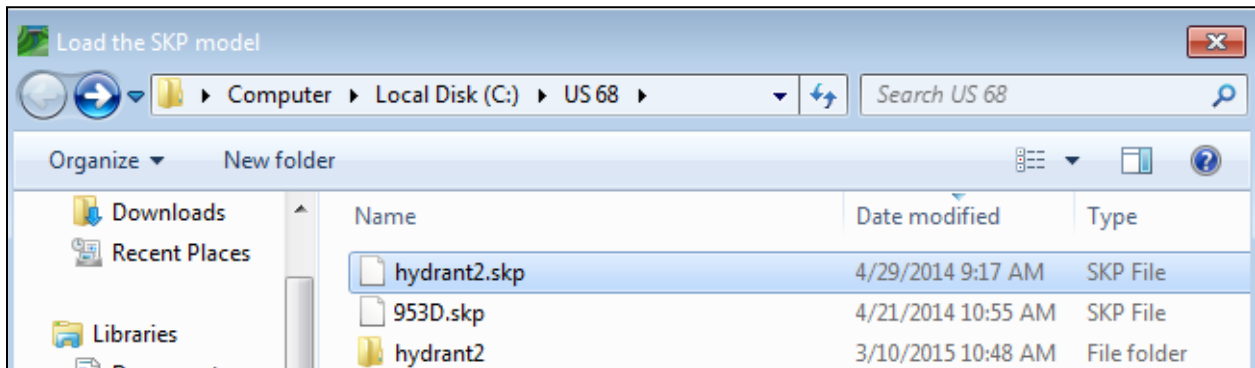 Load the SKP model
Computer Local Disk (C:) US 68 Search US 68
Organize New folder
Downloads Name Date modified Type
Recent Places
hydrant2.skp 4/29/2014 9:17 AM SKP File
953D.skp 4/21/2014 10:55 AM SKP File
Libraries
hydrant2 3/10/2015 10:48 AM File folder